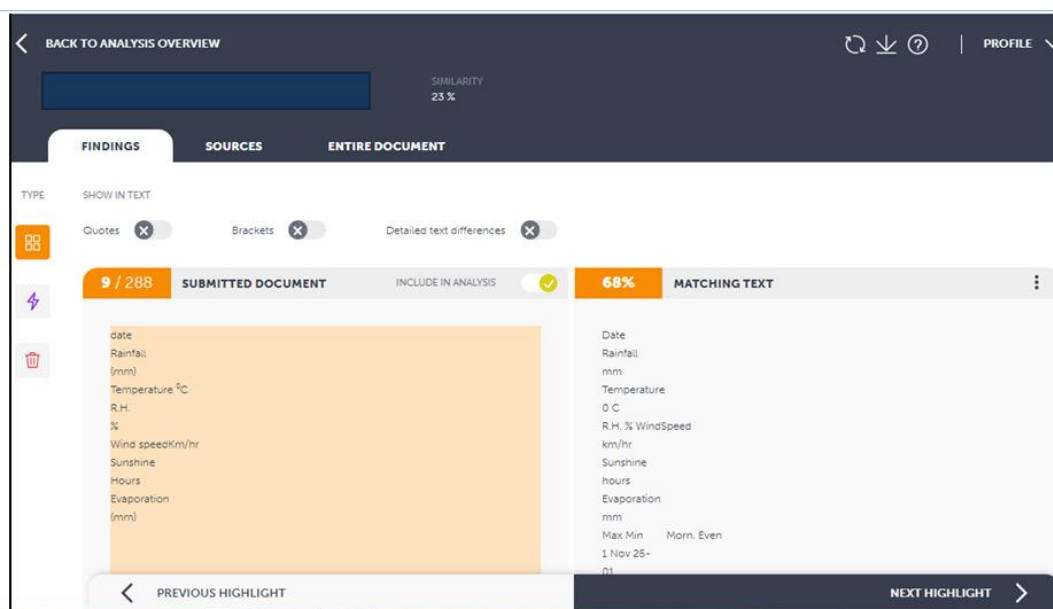 BACK TO ANALYSIS OVERVIEW
PROFILE
SIMILARITY
23 %
FINDINGS
SOURCES
ENTIRE DOCUMENT
TYPE
SHOW IN TEXT
Quotes
Brackets
Detailed text differences
9 / 288
SUBMITTED DOCUMENT
INCLUDE IN ANALYSIS
68%
MATCHING TEXT
date
Rainfall
(mm)
Temperature ⁰C
R.H.
%
Wind speedKm/hr
Sunshine
Hours
Evaporation
(mm)
Date
Rainfall
mm
Temperature
0 C
R.H. % WindSpeed
km/hr
Sunshine
hours
Evaporation
mm
Max Min Morn. Even
1 Nov 25-
01
PREVIOUS HIGHLIGHT
NEXT HIGHLIGHT